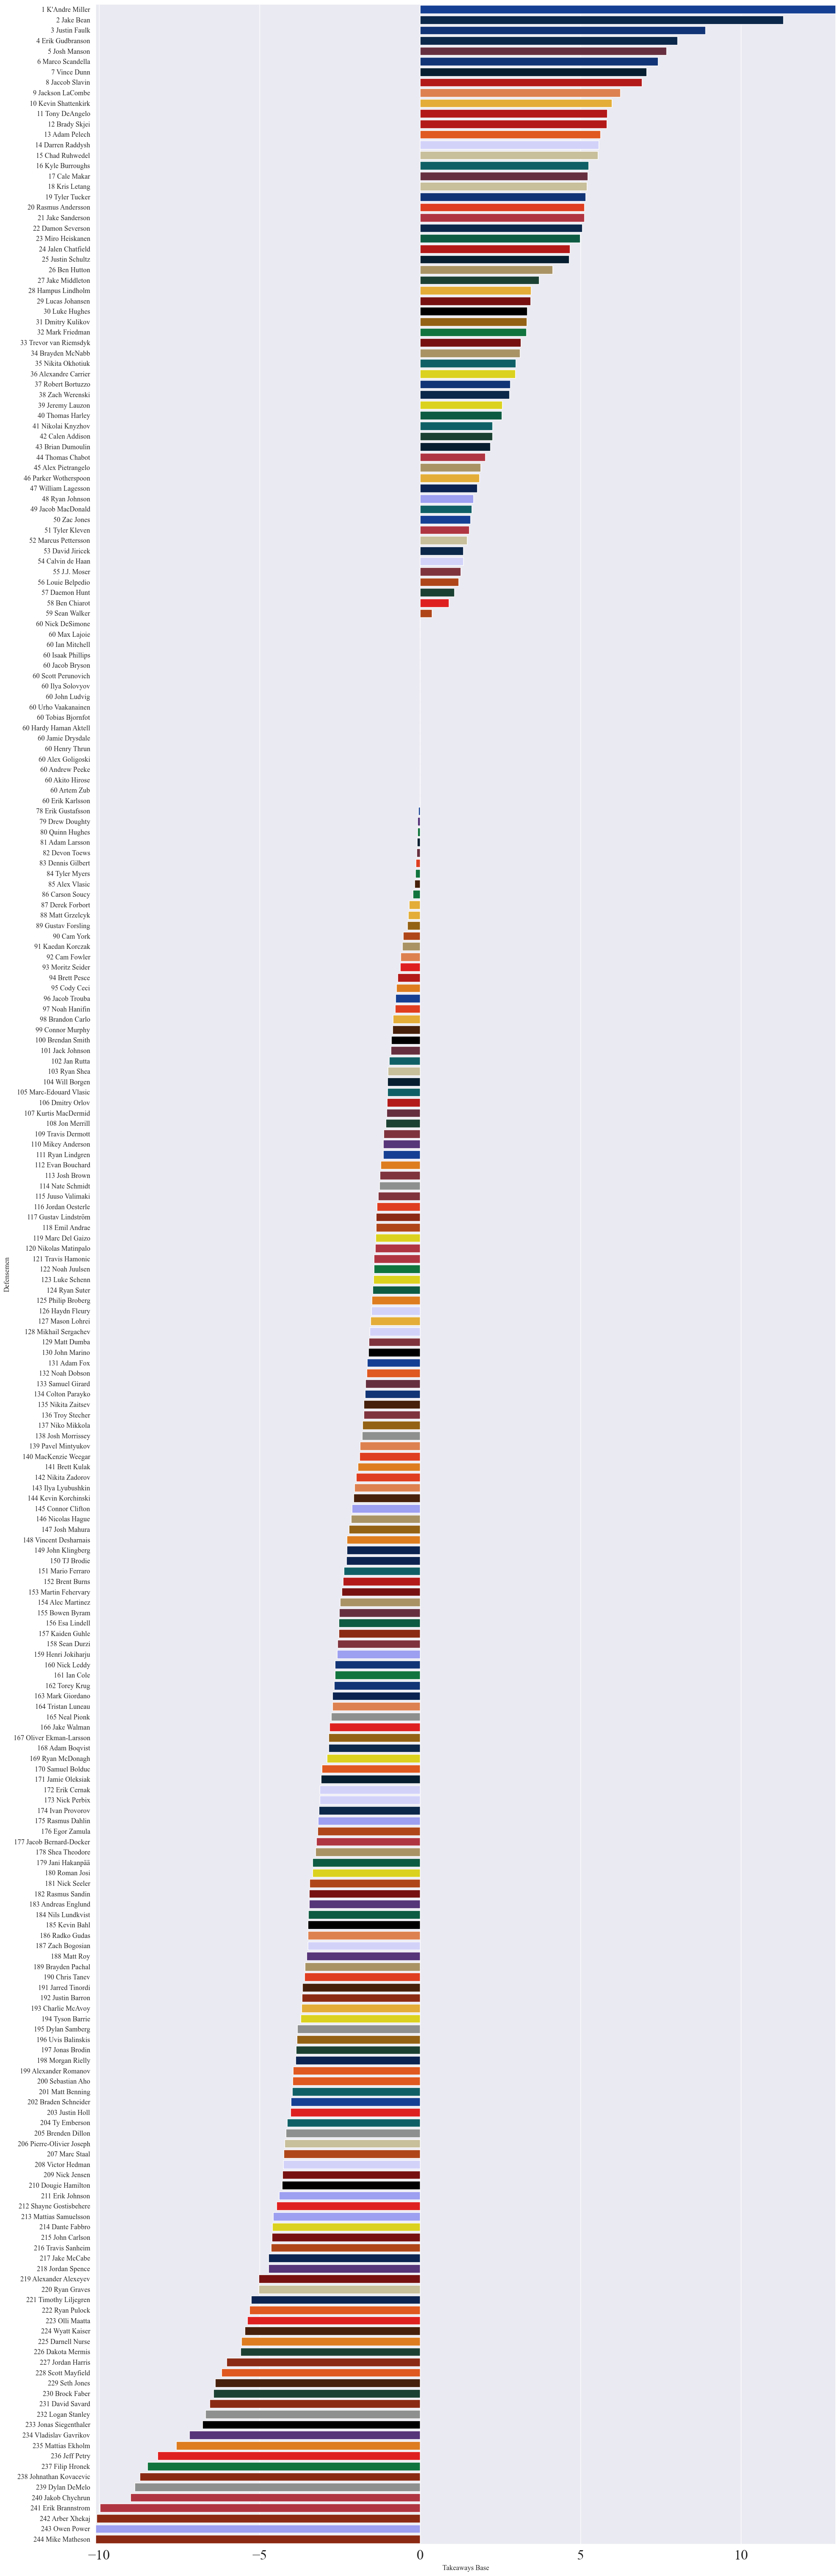 1 K'Andre Miller
2 Jake Bean
3 Justin Faulk
4 Erik Gudbranson
5 Josh Manson
6 Marco Scandella
7 Vince Dunn
8 Jaccob Slavin
9 Jackson LaCombe
10 Kevin Shattenkirk
11 Tony DeAngelo
12 Brady Skjei
13 Adam Pelech
14 Darren Raddysh
15 Chad Ruhwedel
16 Kyle Burroughs
17 Cale Makar
18 Kris Letang
19 Tyler Tucker
20 Rasmus Andersson
21 Jake Sanderson
22 Damon Severson
23 Miro Heiskanen
24 Jalen Chatfield
25 Justin Schultz
26 Ben Hutton
27 Jake Middleton
28 Hampus Lindholm
29 Lucas Johansen
30 Luke Hughes
31 Dmitry Kulikov
32 Mark Friedman
33 Trevor van Riemsdyk
34 Brayden McNabb
35 Nikita Okhotiuk
36 Alexandre Carrier
37 Robert Bortuzzo
38 Zach Werenski
39 Jeremy Lauzon
40 Thomas Harley
41 Nikolai Knyzhov
42 Calen Addison
43 Brian Dumoulin
44 Thomas Chabot
45 Alex Pietrangelo
46 Parker Wotherspoon
47 William Lagesson
48 Ryan Johnson
49 Jacob MacDonald
50 Zac Jones
51 Tyler Kleven
52 Marcus Pettersson
53 David Jiricek
54 Calvin de Haan
55 J.J. Moser
56 Louie Belpedio
57 Daemon Hunt
58 Ben Chiarot
59 Sean Walker
60 Nick DeSimone
60 Max Lajoie
60 Ian Mitchell
60 Isaak Phillips
60 Jacob Bryson
60 Scott Perunovich
60 Ilya Solovyov
60 John Ludvig
60 Urho Vaakanainen
60 Tobias Bjornfot
60 Hardy Haman Aktell
60 Jamie Drysdale
60 Henry Thrun
60 Alex Goligoski
60 Andrew Peeke
60 Akito Hirose
60 Artem Zub
60 Erik Karlsson
78 Erik Gustafsson
79 Drew Doughty
80 Quinn Hughes
81 Adam Larsson
82 Devon Toews
83 Dennis Gilbert
84 Tyler Myers
85 Alex Vlasic
86 Carson Soucy
87 Derek Forbort
88 Matt Grzelcyk
89 Gustav Forsling
90 Cam York
91 Kaedan Korczak
92 Cam Fowler
93 Moritz Seider
94 Brett Pesce
95 Cody Ceci
96 Jacob Trouba
97 Noah Hanifin
98 Brandon Carlo
99 Connor Murphy
100 Brendan Smith
101 Jack Johnson
102 Jan Rutta
103 Ryan Shea
104 Will Borgen
105 Marc-Edouard Vlasic
106 Dmitry Orlov
107 Kurtis MacDermid
108 Jon Merrill
109 Travis Dermott
110 Mikey Anderson
111 Ryan Lindgren
112 Evan Bouchard
113 Josh Brown
114 Nate Schmidt
115 Juuso Valimaki
116 Jordan Oesterle
117 Gustav Lindström
118 Emil Andrae
119 Marc Del Gaizo
120 Nikolas Matinpalo
121 Travis Hamonic
122 Noah Juulsen
123 Luke Schenn
124 Ryan Suter
125 Philip Broberg
126 Haydn Fleury
127 Mason Lohrei
128 Mikhail Sergachev
129 Matt Dumba
130 John Marino
131 Adam Fox
132 Noah Dobson
133 Samuel Girard
134 Colton Parayko
135 Nikita Zaitsev
136 Troy Stecher
137 Niko Mikkola
138 Josh Morrissey
139 Pavel Mintyukov
140 MacKenzie Weegar
141 Brett Kulak
142 Nikita Zadorov
143 Ilya Lyubushkin
144 Kevin Korchinski
145 Connor Clifton
146 Nicolas Hague
147 Josh Mahura
148 Vincent Desharnais
149 John Klingberg
150 TJ Brodie
151 Mario Ferraro
152 Brent Burns
153 Martin Fehervary
154 Alec Martinez
155 Bowen Byram
156 Esa Lindell
157 Kaiden Guhle
158 Sean Durzi
159 Henri Jokiharju
160 Nick Leddy
161 Ian Cole
162 Torey Krug
163 Mark Giordano
164 Tristan Luneau
165 Neal Pionk
166 Jake Walman
167 Oliver Ekman-Larsson
168 Adam Boqvist
169 Ryan McDonagh
170 Samuel Bolduc
171 Jamie Oleksiak
172 Erik Cernak
173 Nick Perbix
174 Ivan Provorov
175 Rasmus Dahlin
176 Egor Zamula
177 Jacob Bernard-Docker
178 Shea Theodore
179 Jani Hakanpää
180 Roman Josi
181 Nick Seeler
182 Rasmus Sandin
183 Andreas Englund
184 Nils Lundkvist
185 Kevin Bahl
186 Radko Gudas
187 Zach Bogosian
188 Matt Roy
189 Brayden Pachal
190 Chris Tanev
191 Jarred Tinordi
192 Justin Barron
193 Charlie McAvoy
194 Tyson Barrie
195 Dylan Samberg
196 Uvis Balinskis
197 Jonas Brodin
198 Morgan Rielly
199 Alexander Romanov
200 Sebastian Aho
201 Matt Benning
202 Braden Schneider
203 Justin Holl
204 Ty Emberson
205 Brenden Dillon
206 Pierre-Olivier Joseph
207 Marc Staal
208 Victor Hedman
209 Nick Jensen
210 Dougie Hamilton
211 Erik Johnson
212 Shayne Gostisbehere
213 Mattias Samuelsson
214 Dante Fabbro
215 John Carlson
216 Travis Sanheim
217 Jake McCabe
218 Jordan Spence
219 Alexander Alexeyev
220 Ryan Graves
221 Timothy Liljegren
222 Ryan Pulock
223 Olli Maatta
224 Wyatt Kaiser
225 Darnell Nurse
226 Dakota Mermis
227 Jordan Harris
228 Scott Mayfield
229 Seth Jones
230 Brock Faber
231 David Savard
232 Logan Stanley
233 Jonas Siegenthaler
234 Vladislav Gavrikov
235 Mattias Ekholm
236 Jeff Petry
237 Filip Hronek
238 Johnathan Kovacevic
239 Dylan DeMelo
240 Jakob Chychrun
241 Erik Brannstrom
242 Arber Xhekaj
243 Owen Power
244 Mike Matheson
Defensemen
−10 −5 0 5 10
Takeaways Base